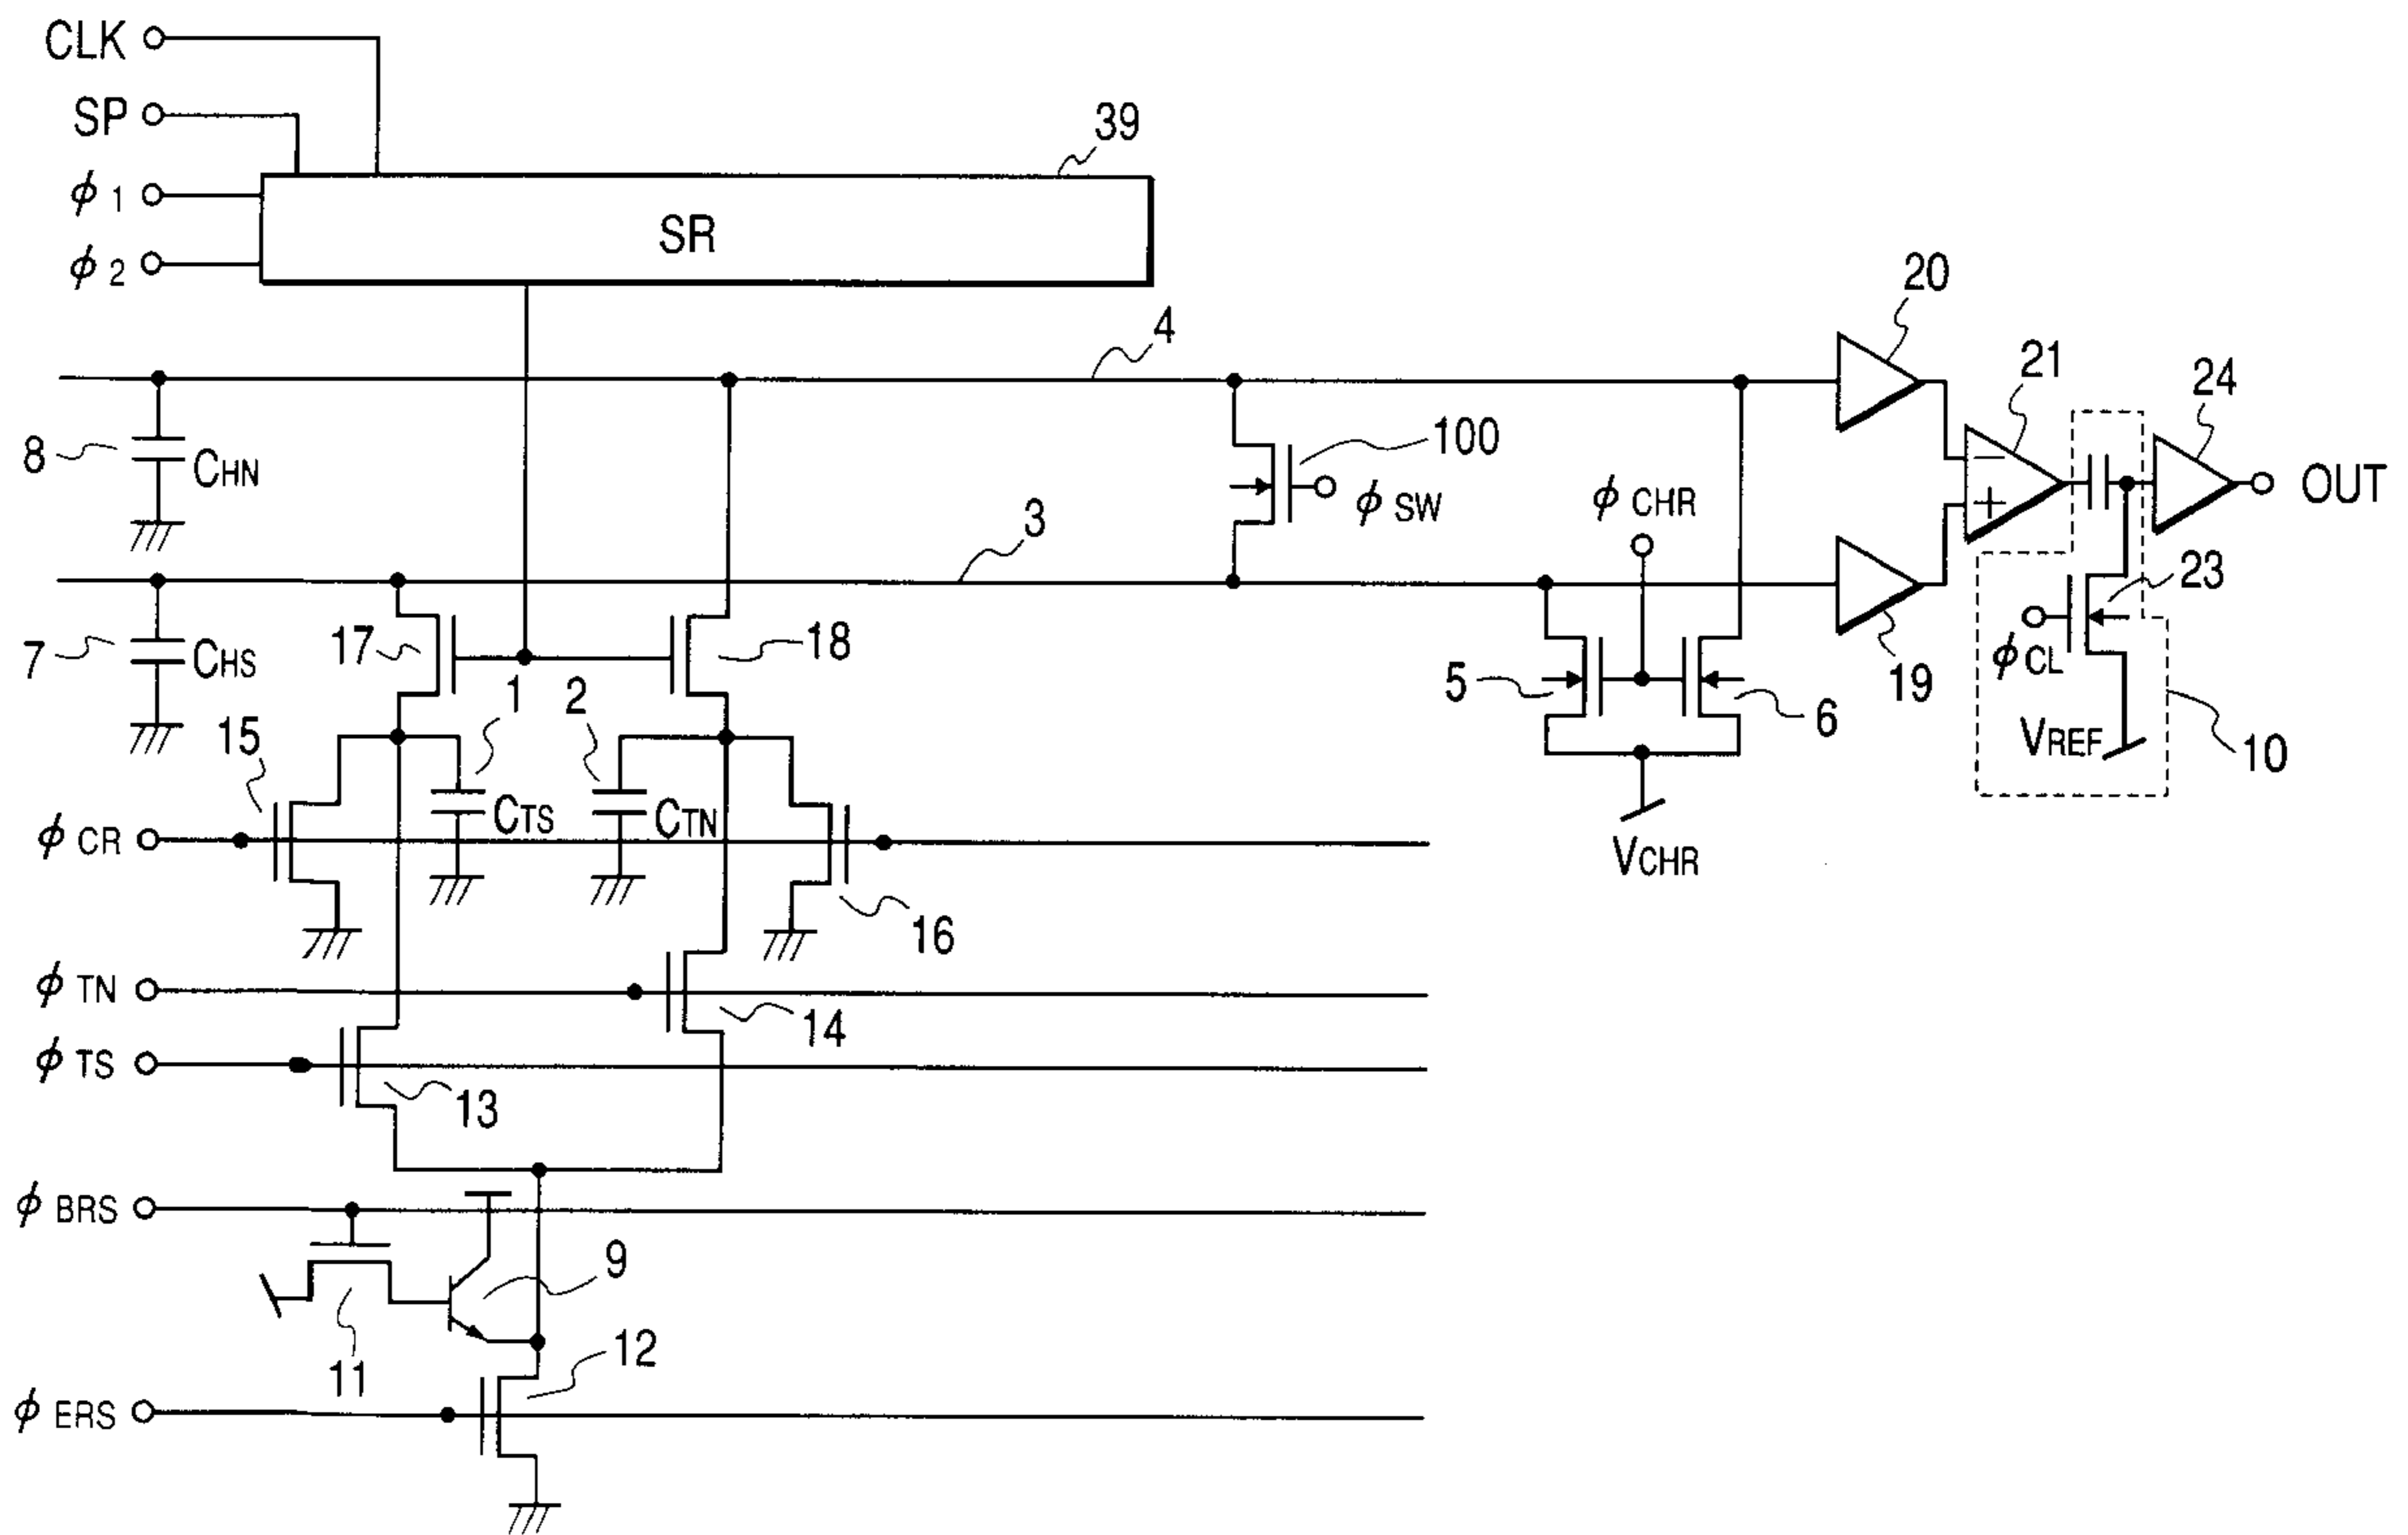 CLK
SP
39
ϕ1
SR
ϕ2
20
4
21
24
8
CHN
100
ϕSW
ϕCHR
−
OUT
3
+
23
7
CHS
17
18
ϕCL
5
19
6
1
2
15
VREF
10
CTS
CTN
ϕCR
VCHR
16
ϕTN
14
ϕTS
13
ϕBRS
9
12
11
ϕERS